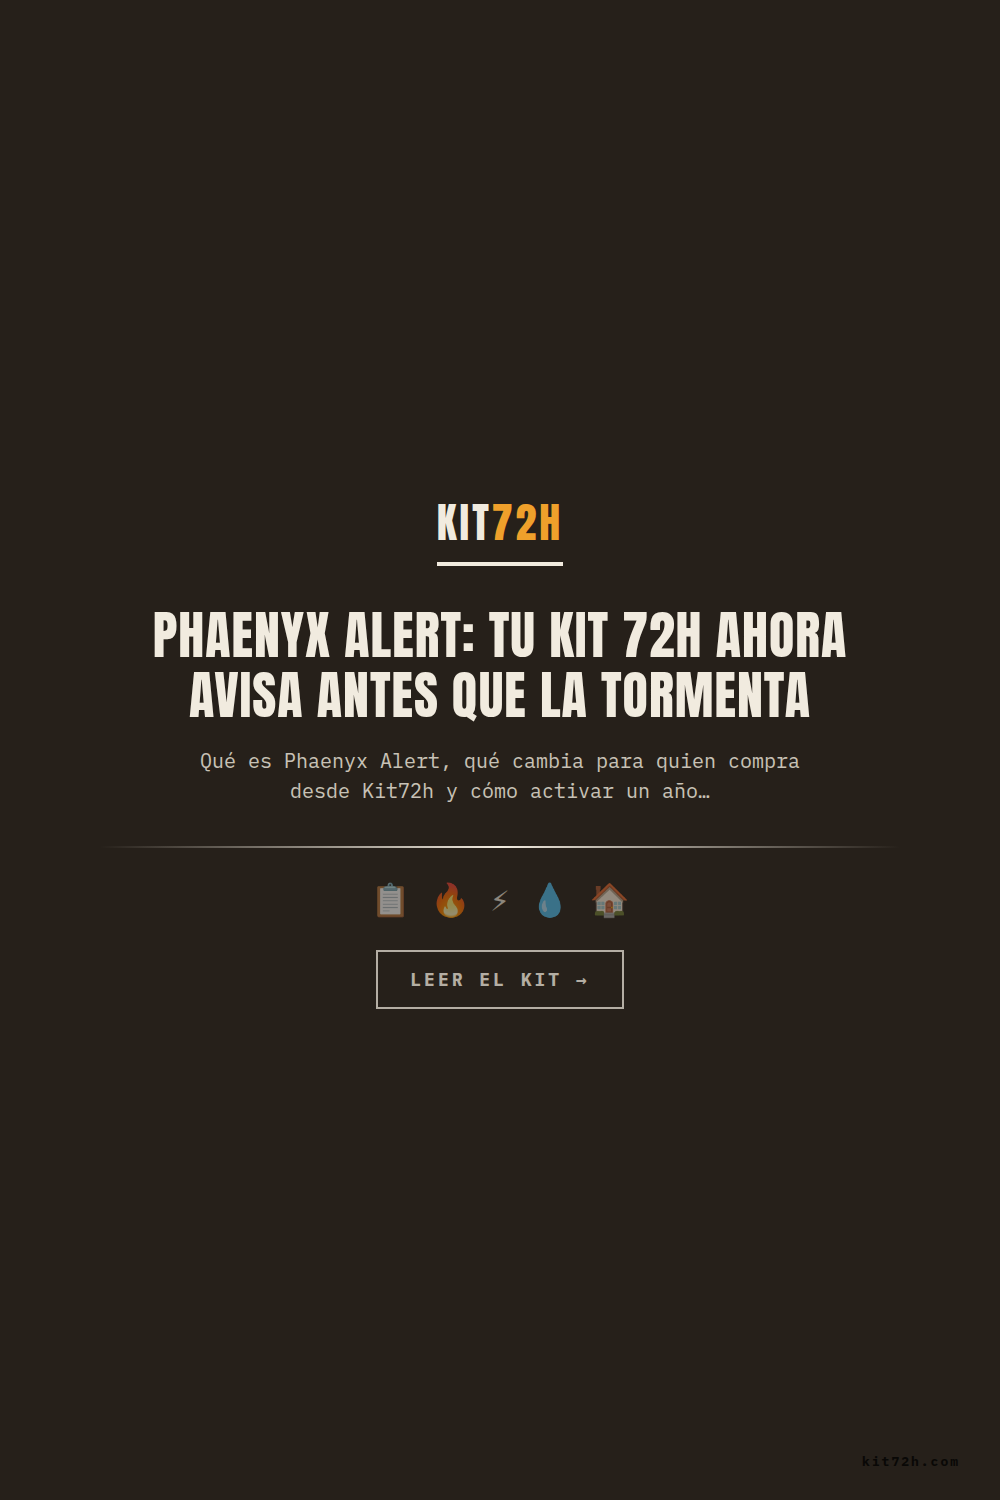 KIT72H
PHAENYX ALERT: TU KIT 72H AHORA
AVISA ANTES QUE LA TORMENTA
Qué es Phaenyx Alert, qué cambia para quien compra
desde Kit72h y cómo activar un año…
LEER EL KIT →
kit72h.com